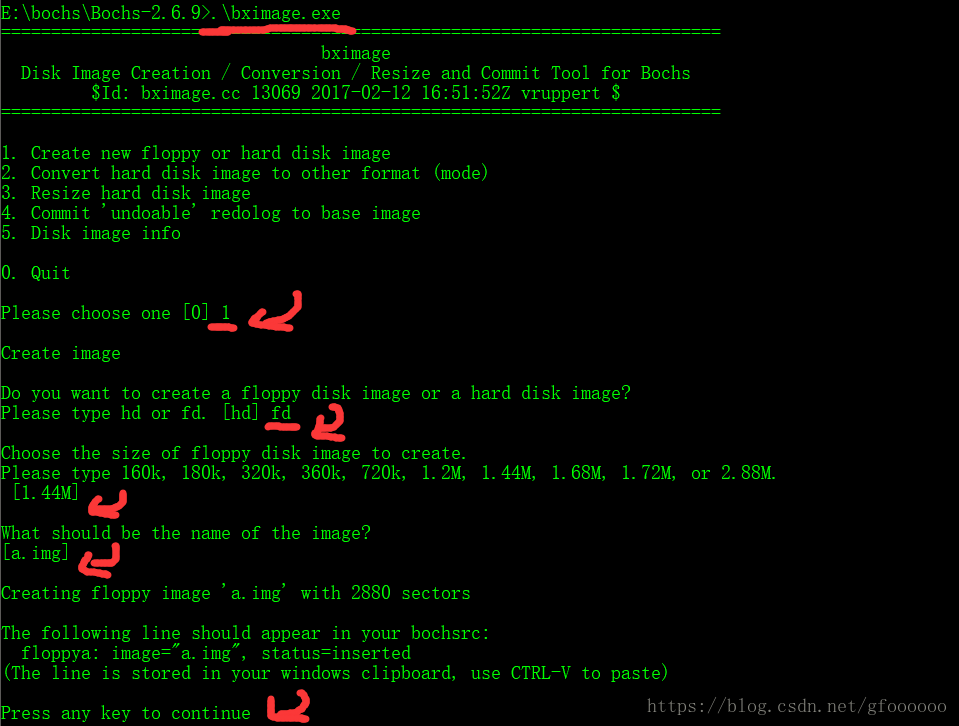 E:\bochs\Bochs-2.6.9>.\bximage.exe
========================================================================
bximage
Disk Image Creation / Conversion / Resize and Commit Tool for Bochs
$Id: bximage.cc 13069 2017-02-12 16:51:52Z vruppert $
========================================================================
1. Create new floppy or hard disk image
2. Convert hard disk image to other format (mode)
3. Resize hard disk image
4. Commit 'undoable' redolog to base image
5. Disk image info
0. Quit
Please choose one [0] 1
Create image
Do you want to create a floppy disk image or a hard disk image?
Please type hd or fd. [hd] fd
Choose the size of floppy disk image to create.
Please type 160k, 180k, 320k, 360k, 720k, 1.2M, 1.44M, 1.68M, 1.72M, or 2.88M.
[1.44M]
What should be the name of the image?
[a.img]
Creating floppy image 'a.img' with 2880 sectors
The following line should appear in your bochsrc:
floppya: image="a.img", status=inserted
(The line is stored in your windows clipboard, use CTRL-V to paste)
Press any key to continue
https://blog.csdn.net/gfoooooo